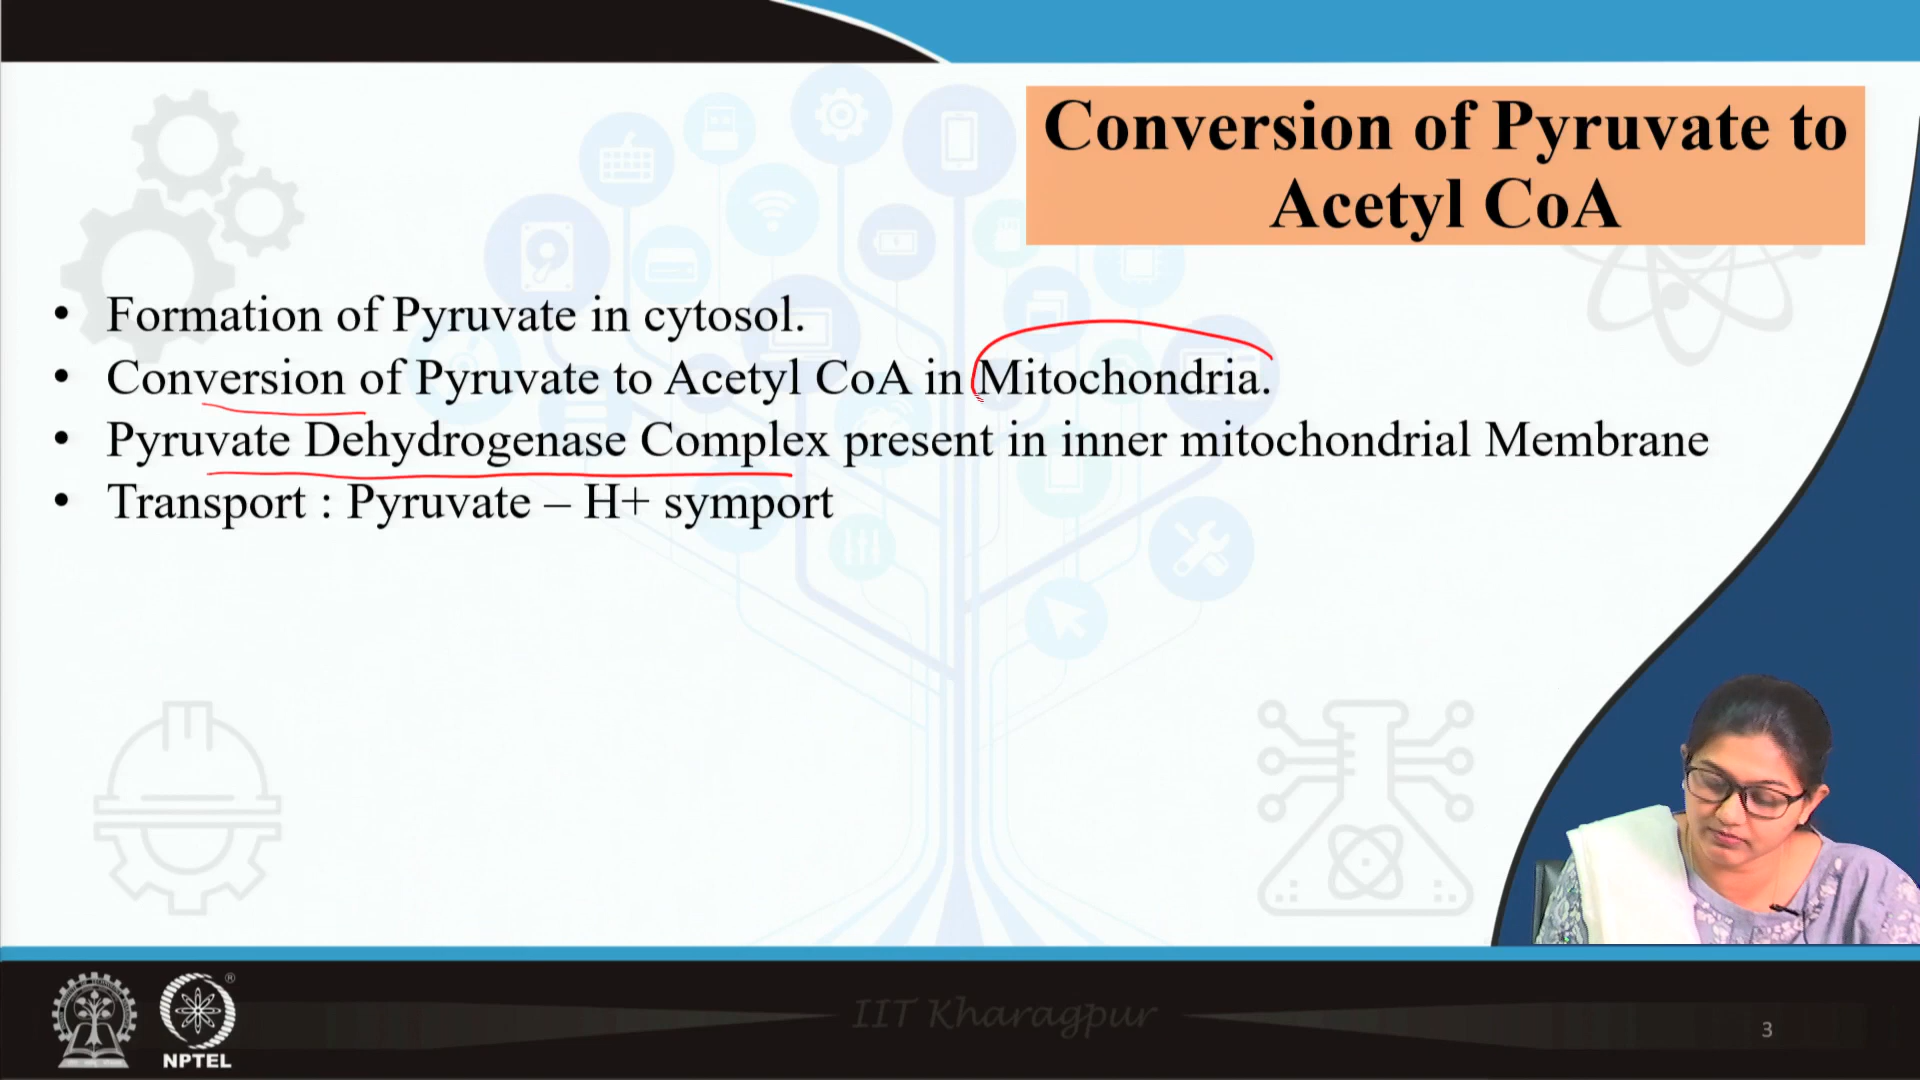 Conversion of Pyruvate to
Acetyl CoA
• Formation of Pyruvate in cytosol.
• Conversion of Pyruvate to Acetyl CoA in Mitochondria.
• Pyruvate Dehydrogenase Complex present in inner mitochondrial Membrane
• Transport : Pyruvate – H+ symport
®
NPTEL
IIT Kharagpur
3